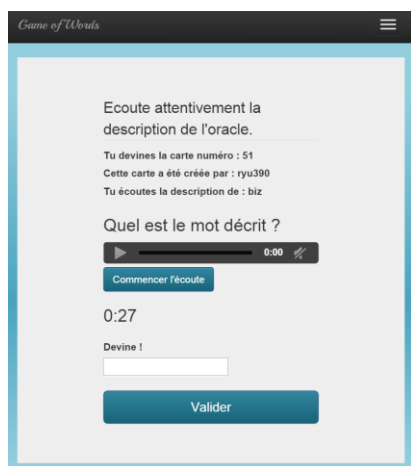 Game of Words
Ecoute attentivement la
description de l'oracle.
Tu devines la carte numéro : 51
Cette carte a été créée par : ryu390
Tu écoutes la description de : biz
Quel est le mot décrit ?
0:00
Commencer l'écoute
0:27
Devine !
Valider